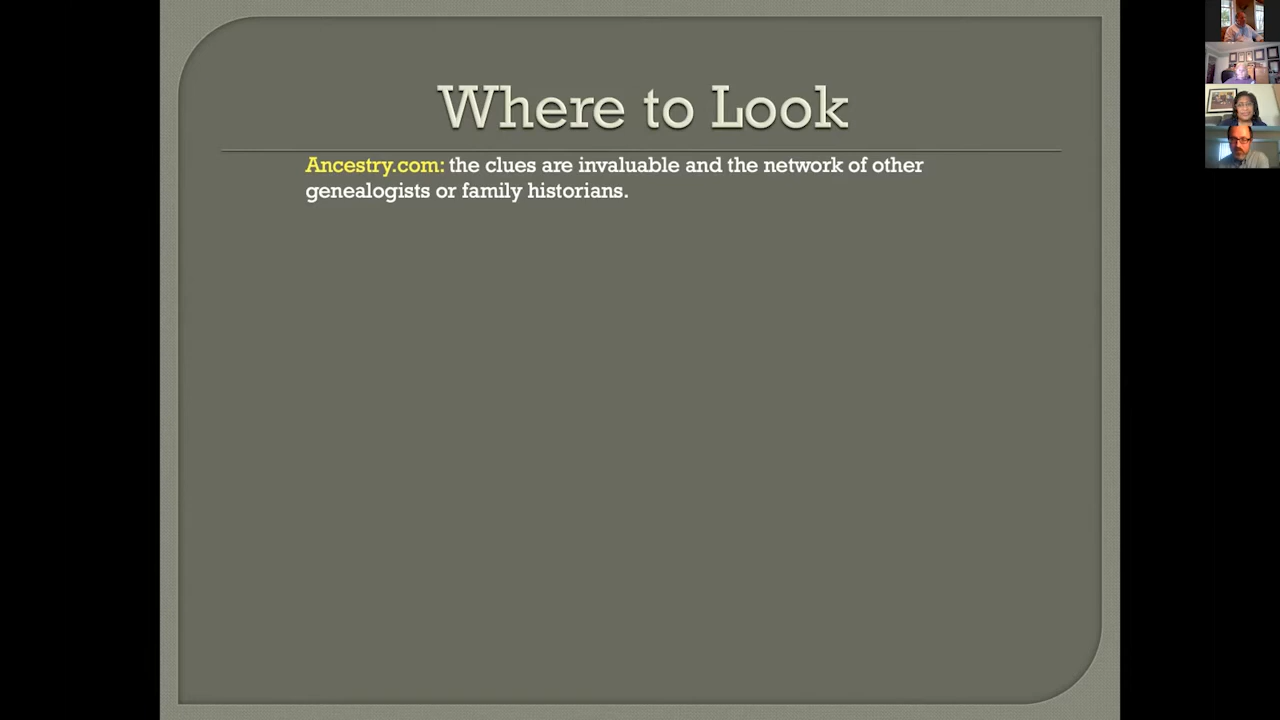 Where to Look
Ancestry.com: the clues are invaluable and the network of other
genealogists or family historians.